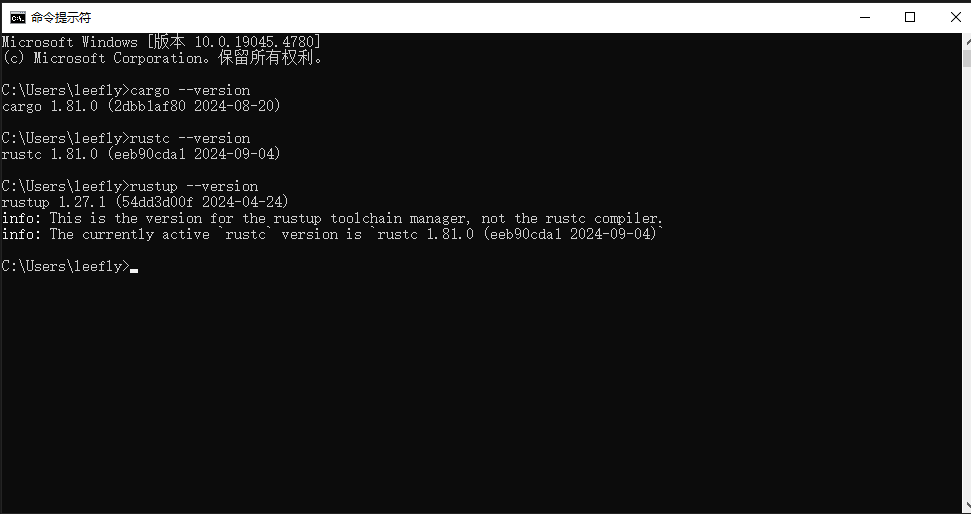 命令提示符
Microsoft Windows [版本 10.0.19045.4780]
(c) Microsoft Corporation。保留所有权利。
C:\Users\leefly>cargo --version
cargo 1.81.0 (2dbb1af80 2024-08-20)
C:\Users\leefly>rustc --version
rustc 1.81.0 (eeb90cda1 2024-09-04)
C:\Users\leefly>rustup --version
rustup 1.27.1 (54dd3d00f 2024-04-24)
info: This is the version for the rustup toolchain manager, not the rustc compiler.
info: The currently active `rustc` version is `rustc 1.81.0 (eeb90cda1 2024-09-04)`
C:\Users\leefly>